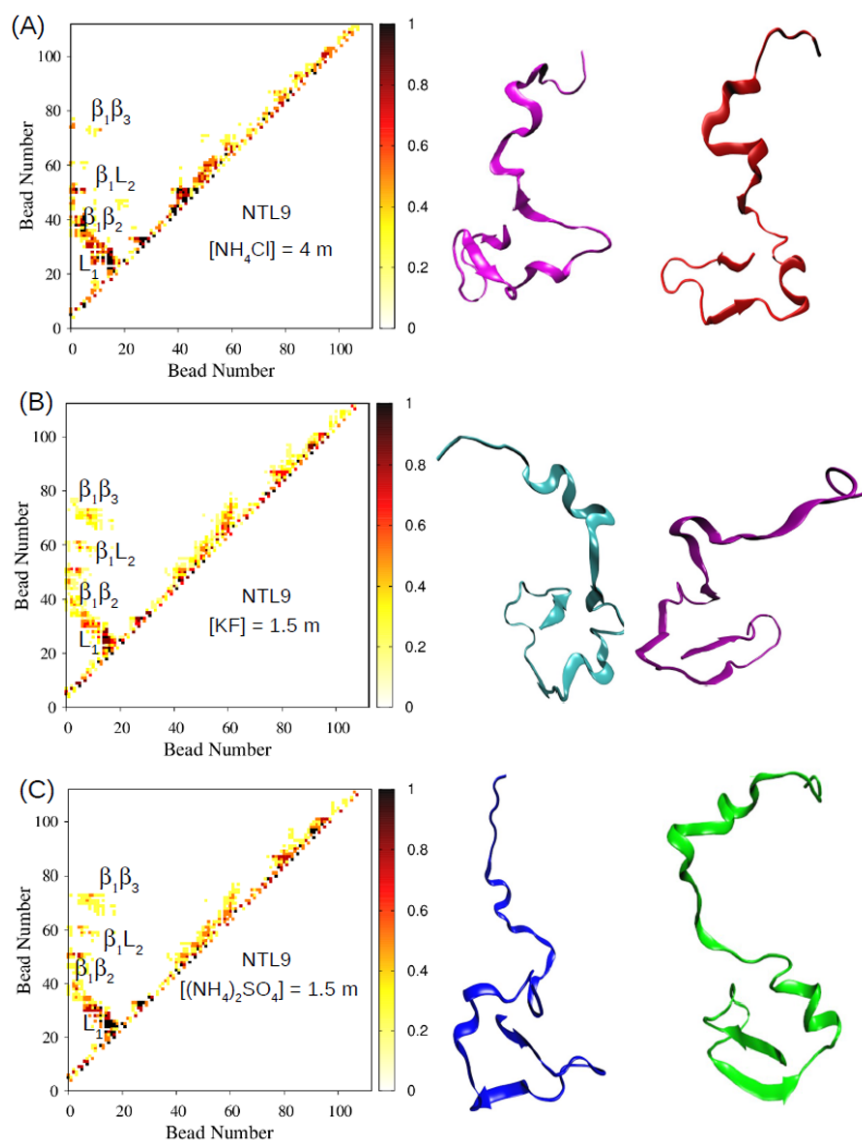 (A)
1
0.8
0.6
0.4
0.2
0
100
80
60
40
20
0
Bead Number
β₁β₃
β₁L₂
β₁β₂
L₁
NTL9
[NH₄Cl] = 4 m
0 20 40 60 80 100
Bead Number
(B)
1
0.8
0.6
0.4
0.2
0
100
80
60
40
20
0
Bead Number
β₁β₃
β₁L₂
β₁β₂
L₁
NTL9
[KF] = 1.5 m
0 20 40 60 80 100
Bead Number
(C)
1
0.8
0.6
0.4
0.2
0
100
80
60
40
20
0
Bead Number
β₁β₃
β₁L₂
β₁β₂
L₁
NTL9
[(NH₄)₂SO₄] = 1.5 m
0 20 40 60 80 100
Bead Number